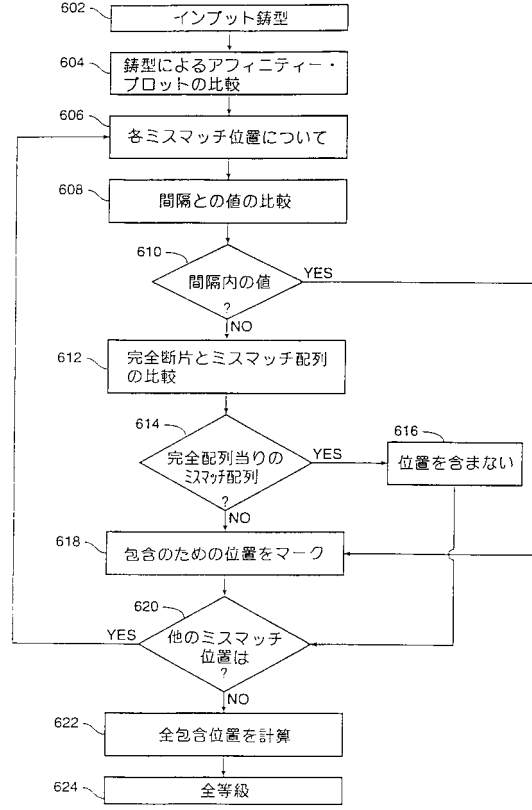 602
インプット鋳型
604
鋳型によるアフィニティー・
プロットの比較
606
各ミスマッチ位置について
608
間隔との値の比較
610
間隔内の値
?
YES
NO
612
完全断片とミスマッチ配列
の比較
614
完全配列当りの
ミスマッチ配列
?
YES
616
位置を含まない
NO
618
包含のための位置をマーク
620
他のミスマッチ
位置は
?
YES
NO
622
全包含位置を計算
624
全等級